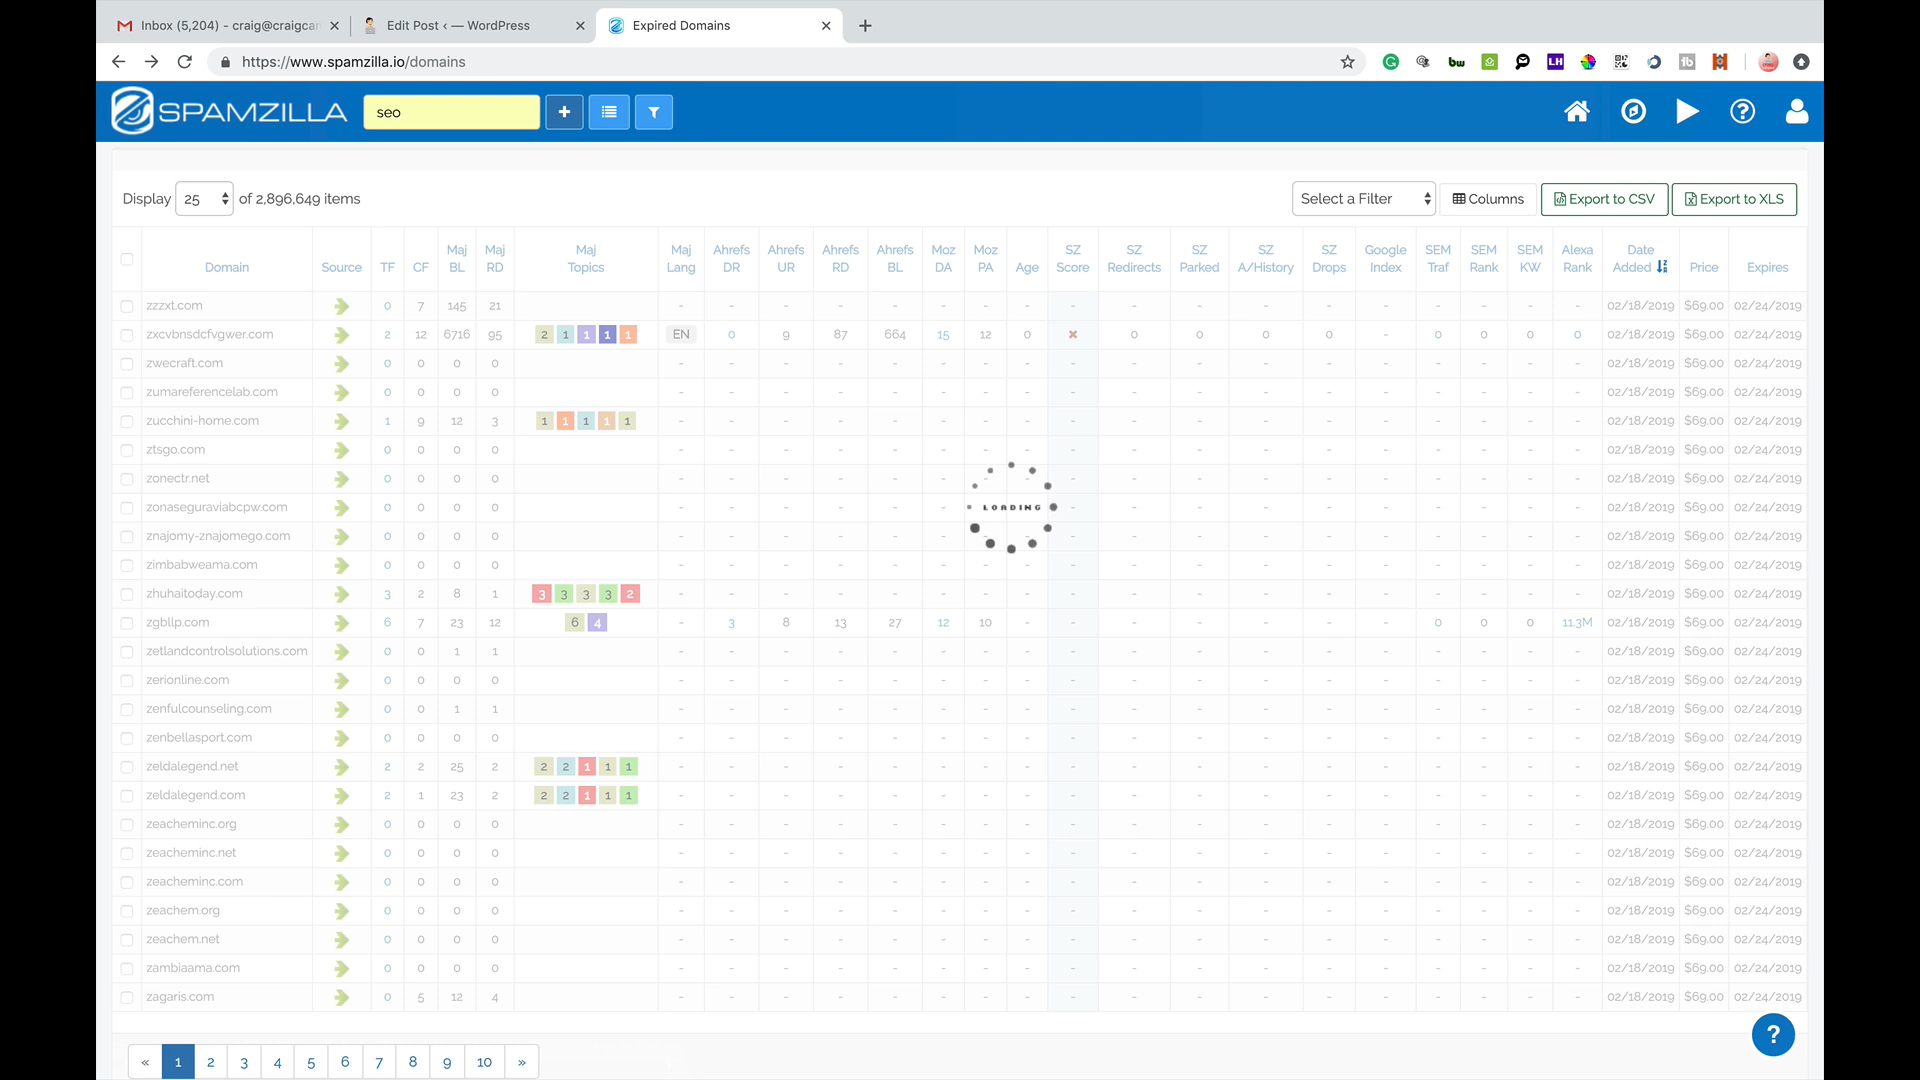 Inbox (5,204) - craig@craigcar
Edit Post ‹ — WordPress
Expired Domains
https://www.spamzilla.io/domains
SPAMZILLA
seo
Display 25 of 2,896,649 items
Select a Filter
Columns
Export to CSV
Export to XLS
Domain Source TF CF Maj BL Maj RD Maj Topics Maj Lang Ahrefs DR Ahrefs UR Ahrefs RD Ahrefs BL Moz DA Moz PA Age SZ Score SZ Redirects SZ Parked SZ A/History SZ Drops Google Index SEM Traf SEM Rank SEM KW Alexa Rank Date Added Price Expires
zzzxt.com 0 7 145 21 - - - - - - - - - - - - - - - - - - 02/18/2019 $69.00 02/24/2019
zxcvbnsdcfvgwer.com 2 12 6716 95 2 1 1 1 1 EN 0 9 87 664 15 12 0 0 0 0 0 - 0 0 0 0 02/18/2019 $69.00 02/24/2019
zwecraft.com 0 0 0 0 - - - - - - - - - - - - - - - - - - 02/18/2019 $69.00 02/24/2019
zumareferencelab.com 0 0 0 0 - - - - - - - - - - - - - - - - - - 02/18/2019 $69.00 02/24/2019
zucchini-home.com 1 9 12 3 1 1 1 1 1 - - - - - - - - - - - - - - - - - - 02/18/2019 $69.00 02/24/2019
ztsgo.com 0 0 0 0 - - - - - - - - - - - - - - - - - - 02/18/2019 $69.00 02/24/2019
zonectr.net 0 0 0 0 - - - - - - - - - - - - - - - - - - 02/18/2019 $69.00 02/24/2019
zonaseguraviabcpw.com 0 0 0 0 - - - - - LOADING - - - - - - - - - - 02/18/2019 $69.00 02/24/2019
znajomy-znajomego.com 0 0 0 0 - - - - - - - - - - - - - - - - - - 02/18/2019 $69.00 02/24/2019
zimbabweama.com 0 0 0 0 - - - - - - - - - - - - - - - - - - 02/18/2019 $69.00 02/24/2019
zhuhaitoday.com 3 2 8 1 3 3 3 3 2 - - - - - - - - - - - - - - - - - - 02/18/2019 $69.00 02/24/2019
zgbllp.com 6 7 23 12 6 4 - 3 8 13 27 12 10 - - - - - - - 0 0 0 11.3M 02/18/2019 $69.00 02/24/2019
zetlandcontrolsolutions.com 0 0 1 1 - - - - - - - - - - - - - - - - - - 02/18/2019 $69.00 02/24/2019
zerionline.com 0 0 0 0 - - - - - - - - - - - - - - - - - - 02/18/2019 $69.00 02/24/2019
zenfulcounseling.com 0 0 1 1 - - - - - - - - - - - - - - - - - - 02/18/2019 $69.00 02/24/2019
zenbellasport.com 0 0 0 0 - - - - - - - - - - - - - - - - - - 02/18/2019 $69.00 02/24/2019
zeldalegend.net 2 2 25 2 2 2 1 1 1 - - - - - - - - - - - - - - - - - - 02/18/2019 $69.00 02/24/2019
zeldalegend.com 2 1 23 2 2 2 1 1 1 - - - - - - - - - - - - - - - - - - 02/18/2019 $69.00 02/24/2019
zeacheminc.org 0 0 0 0 - - - - - - - - - - - - - - - - - - 02/18/2019 $69.00 02/24/2019
zeacheminc.net 0 0 0 0 - - - - - - - - - - - - - - - - - - 02/18/2019 $69.00 02/24/2019
zeacheminc.com 0 0 0 0 - - - - - - - - - - - - - - - - - - 02/18/2019 $69.00 02/24/2019
zeachem.org 0 0 0 0 - - - - - - - - - - - - - - - - - - 02/18/2019 $69.00 02/24/2019
zeachem.net 0 0 0 0 - - - - - - - - - - - - - - - - - - 02/18/2019 $69.00 02/24/2019
zambiaama.com 0 0 0 0 - - - - - - - - - - - - - - - - - - 02/18/2019 $69.00 02/24/2019
zagaris.com 0 5 12 4 - - - - - - - - - - - - - - - - - - 02/18/2019 $69.00 02/24/2019
?
« 1 2 3 4 5 6 7 8 9 10 »